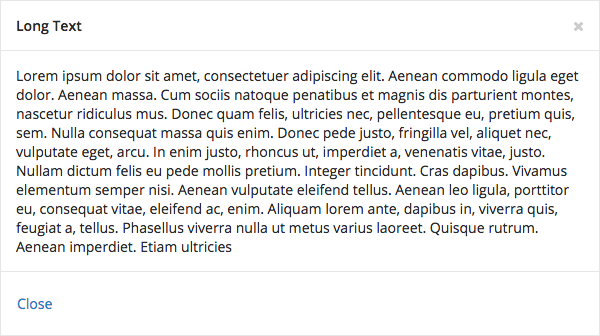 Long Text
×
Lorem ipsum dolor sit amet, consectetuer adipiscing elit. Aenean commodo ligula eget
dolor. Aenean massa. Cum sociis natoque penatibus et magnis dis parturient montes,
nascetur ridiculus mus. Donec quam felis, ultricies nec, pellentesque eu, pretium quis,
sem. Nulla consequat massa quis enim. Donec pede justo, fringilla vel, aliquet nec,
vulputate eget, arcu. In enim justo, rhoncus ut, imperdiet a, venenatis vitae, justo.
Nullam dictum felis eu pede mollis pretium. Integer tincidunt. Cras dapibus. Vivamus
elementum semper nisi. Aenean vulputate eleifend tellus. Aenean leo ligula, porttitor
eu, consequat vitae, eleifend ac, enim. Aliquam lorem ante, dapibus in, viverra quis,
feugiat a, tellus. Phasellus viverra nulla ut metus varius laoreet. Quisque rutrum.
Aenean imperdiet. Etiam ultricies
Close